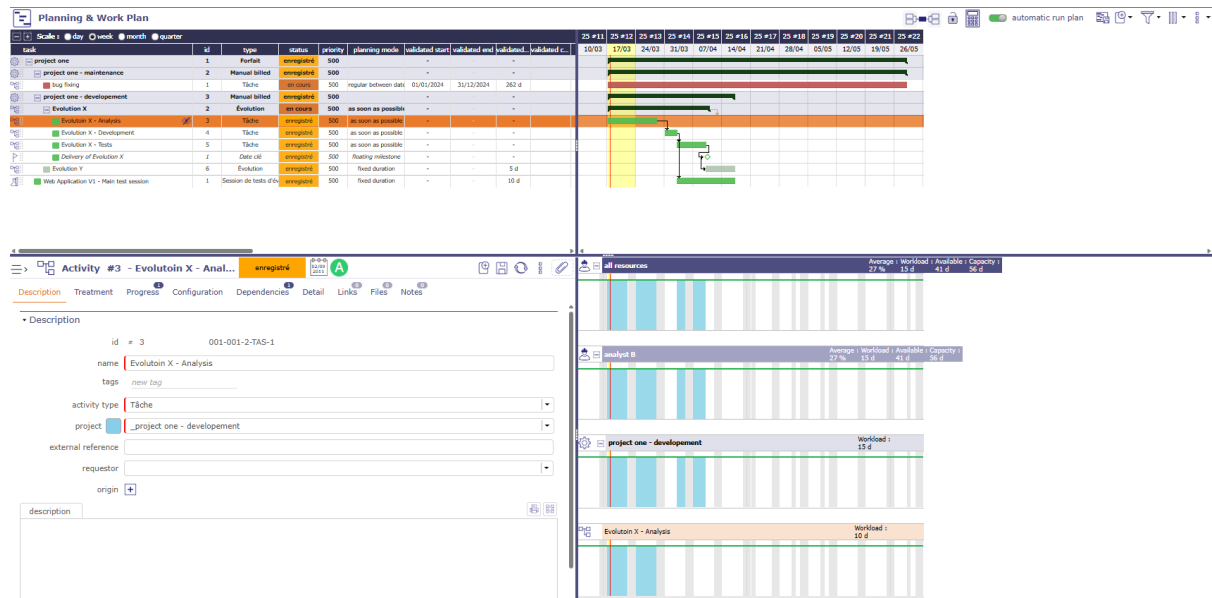 Planning & Work Plan
automatic run plan
Scale : day week month quarter
task id type status priority planning mode validated start validated end validated... validated c...
25 #11 25 #12 25 #13 25 #14 25 #15 25 #16 25 #17 25 #18 25 #19 25 #20 25 #21 25 #22
10/03 17/03 24/03 31/03 07/04 14/04 21/04 28/04 05/05 12/05 19/05 26/05
project one 1 Forfait enregistré 500 - - -
project one - maintenance 2 Manual billed enregistré 500 - - -
bug fixing 1 Tâche en cours 500 regular between date 01/01/2024 31/12/2024 262 d
project one - developement 3 Manual billed enregistré 500 - - -
Evolution X 2 Évolution en cours 500 as soon as possible - - -
Evolutoin X - Analysis 3 Tâche enregistré 500 as soon as possible - - -
Evolution X - Development 4 Tâche enregistré 500 as soon as possible - - -
Evolution X - Tests 5 Tâche enregistré 500 as soon as possible - - -
Delivery of Evolution X 1 Date clé enregistré 500 floating milestone - - -
Evolution Y 6 Évolution enregistré 500 fixed duration - - 5 d
Web Application V1 - Main test session 1 Session de tests d'év enregistré 500 fixed duration - - 10 d
Activity #3 - Evolutoin X - Anal... enregistré A
Description Treatment Progress 1 Configuration Dependencies 1 Detail Links 0 Files 0 Notes 0
Description
id # 3 001-001-2-TAS-1
name Evolutoin X - Analysis
tags new tag
activity type Tâche
project _project one - developement
external reference
requestor
origin +
description
all resources
Average : Workload : Available : Capacity :
27 % 15 d 41 d 56 d
analyst B
Average : Workload : Available : Capacity :
27 % 15 d 41 d 56 d
project one - developement
Workload :
15 d
Evolutoin X - Analysis
Workload :
10 d